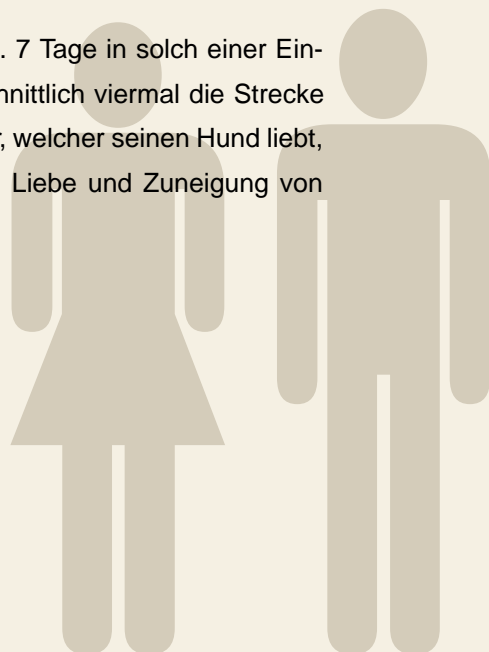 . 7 Tage in solch einer Ein-
nittlich viermal die Strecke
, welcher seinen Hund liebt,
Liebe und Zuneigung von